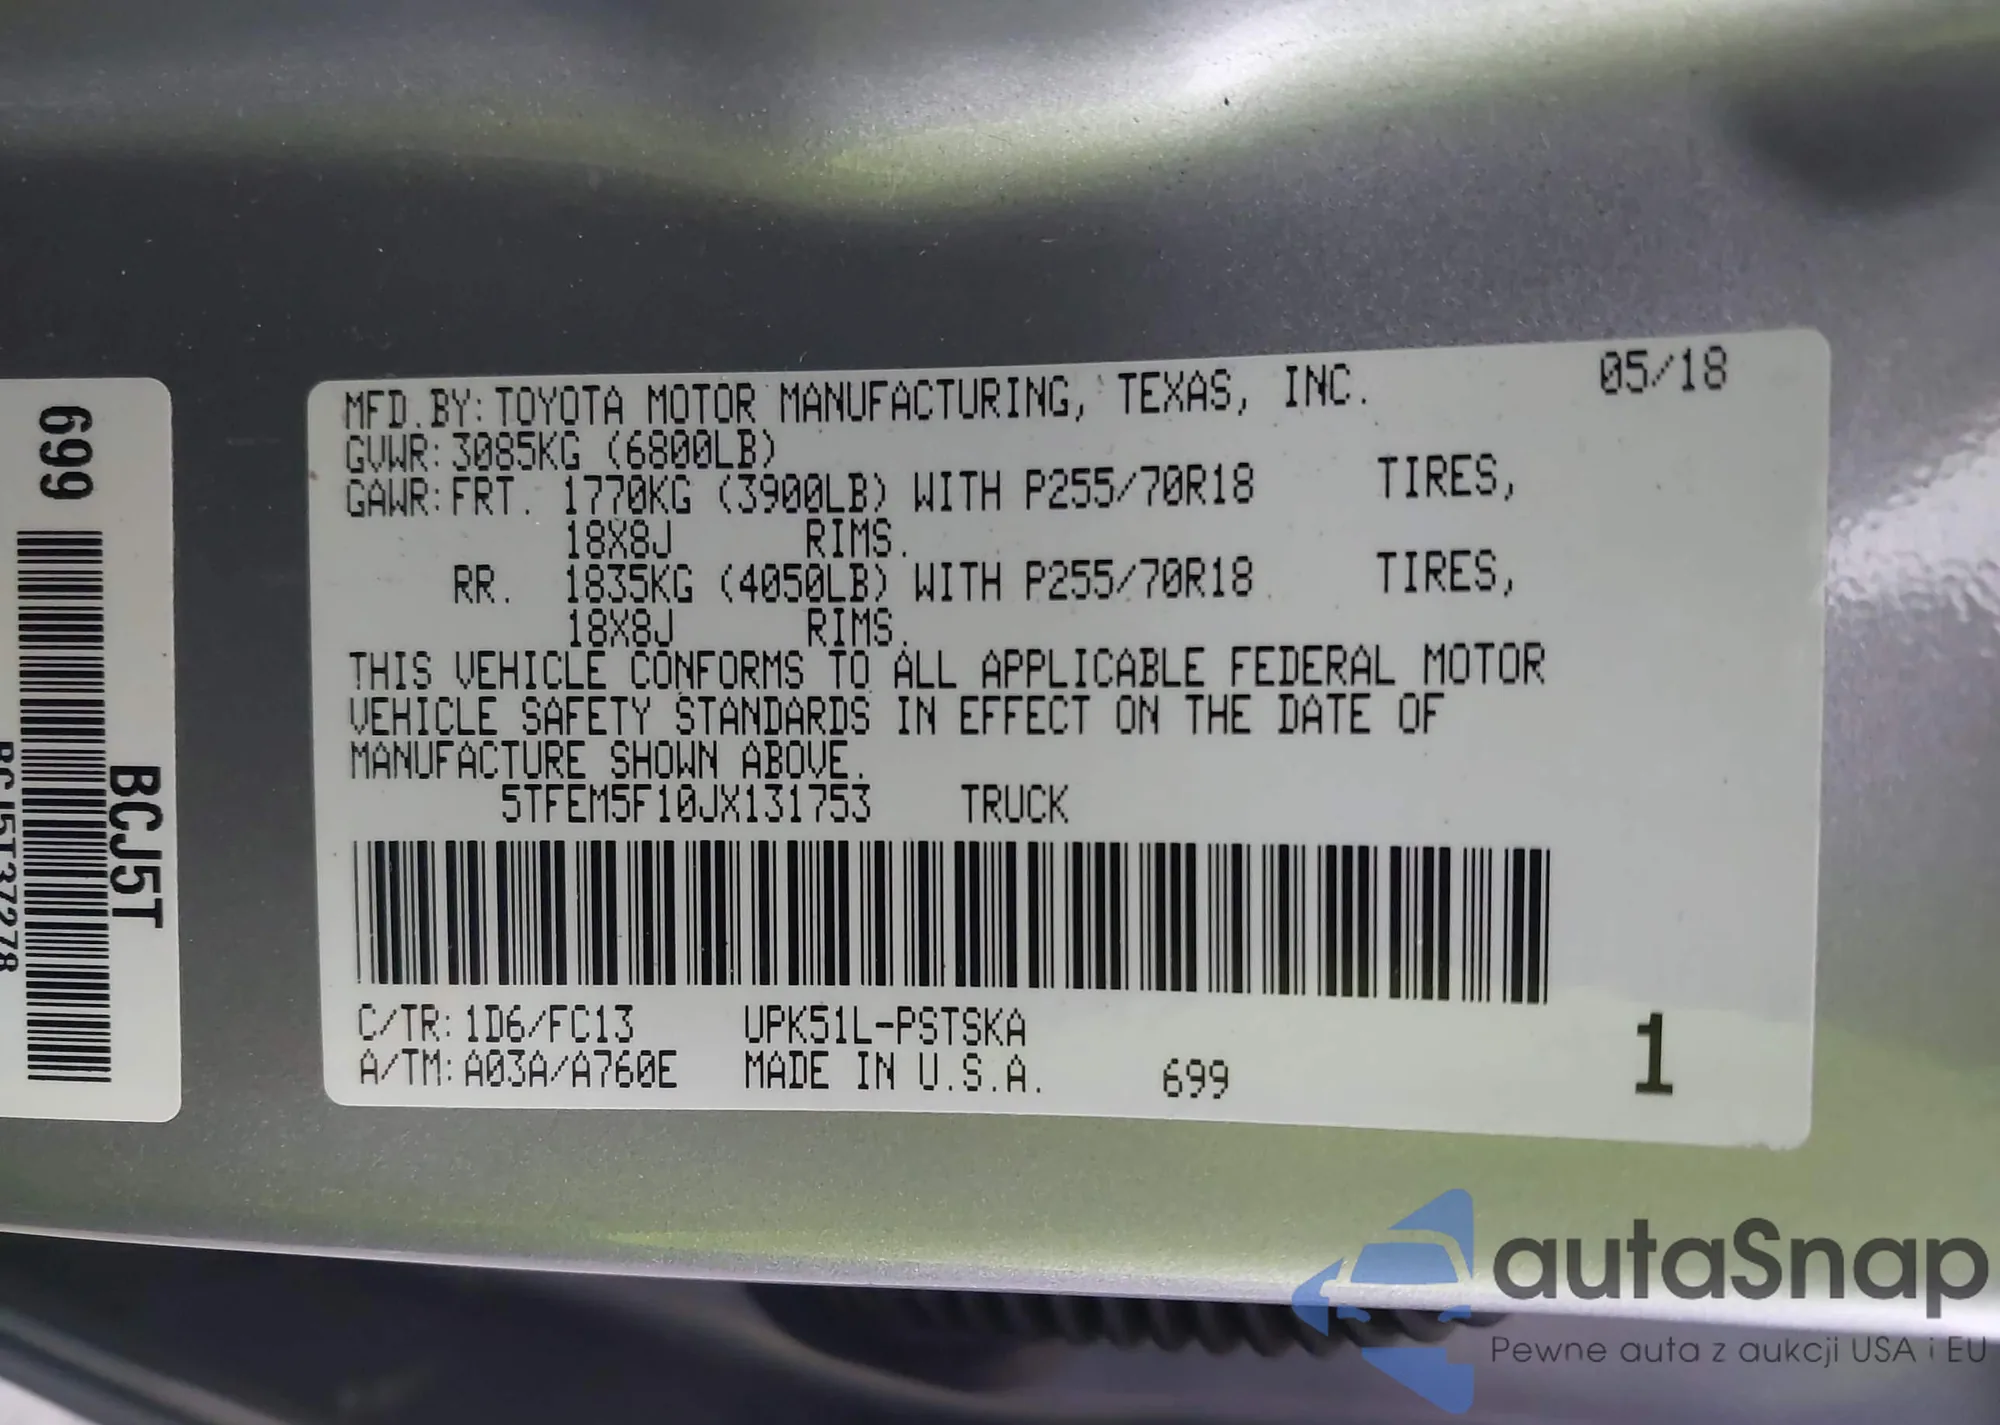 699
BCJ5T
BCJ5T37278
MFD.BY: TOYOTA MOTOR MANUFACTURING, TEXAS, INC. 05/18
GVWR: 3085KG (6800LB)
GAWR: FRT. 1770KG (3900LB) WITH P255/70R18 TIRES,
18X8J RIMS.
RR. 1835KG (4050LB) WITH P255/70R18 TIRES,
18X8J RIMS.
THIS VEHICLE CONFORMS TO ALL APPLICABLE FEDERAL MOTOR
VEHICLE SAFETY STANDARDS IN EFFECT ON THE DATE OF
MANUFACTURE SHOWN ABOVE.
5TFEM5F10JX131753 TRUCK
C/TR: 1D6/FC13 UPK51L-PSTSKA
A/TM: A03A/A760E MADE IN U.S.A. 699 1
autaSnap
Pewne auta z aukcji USA i EU